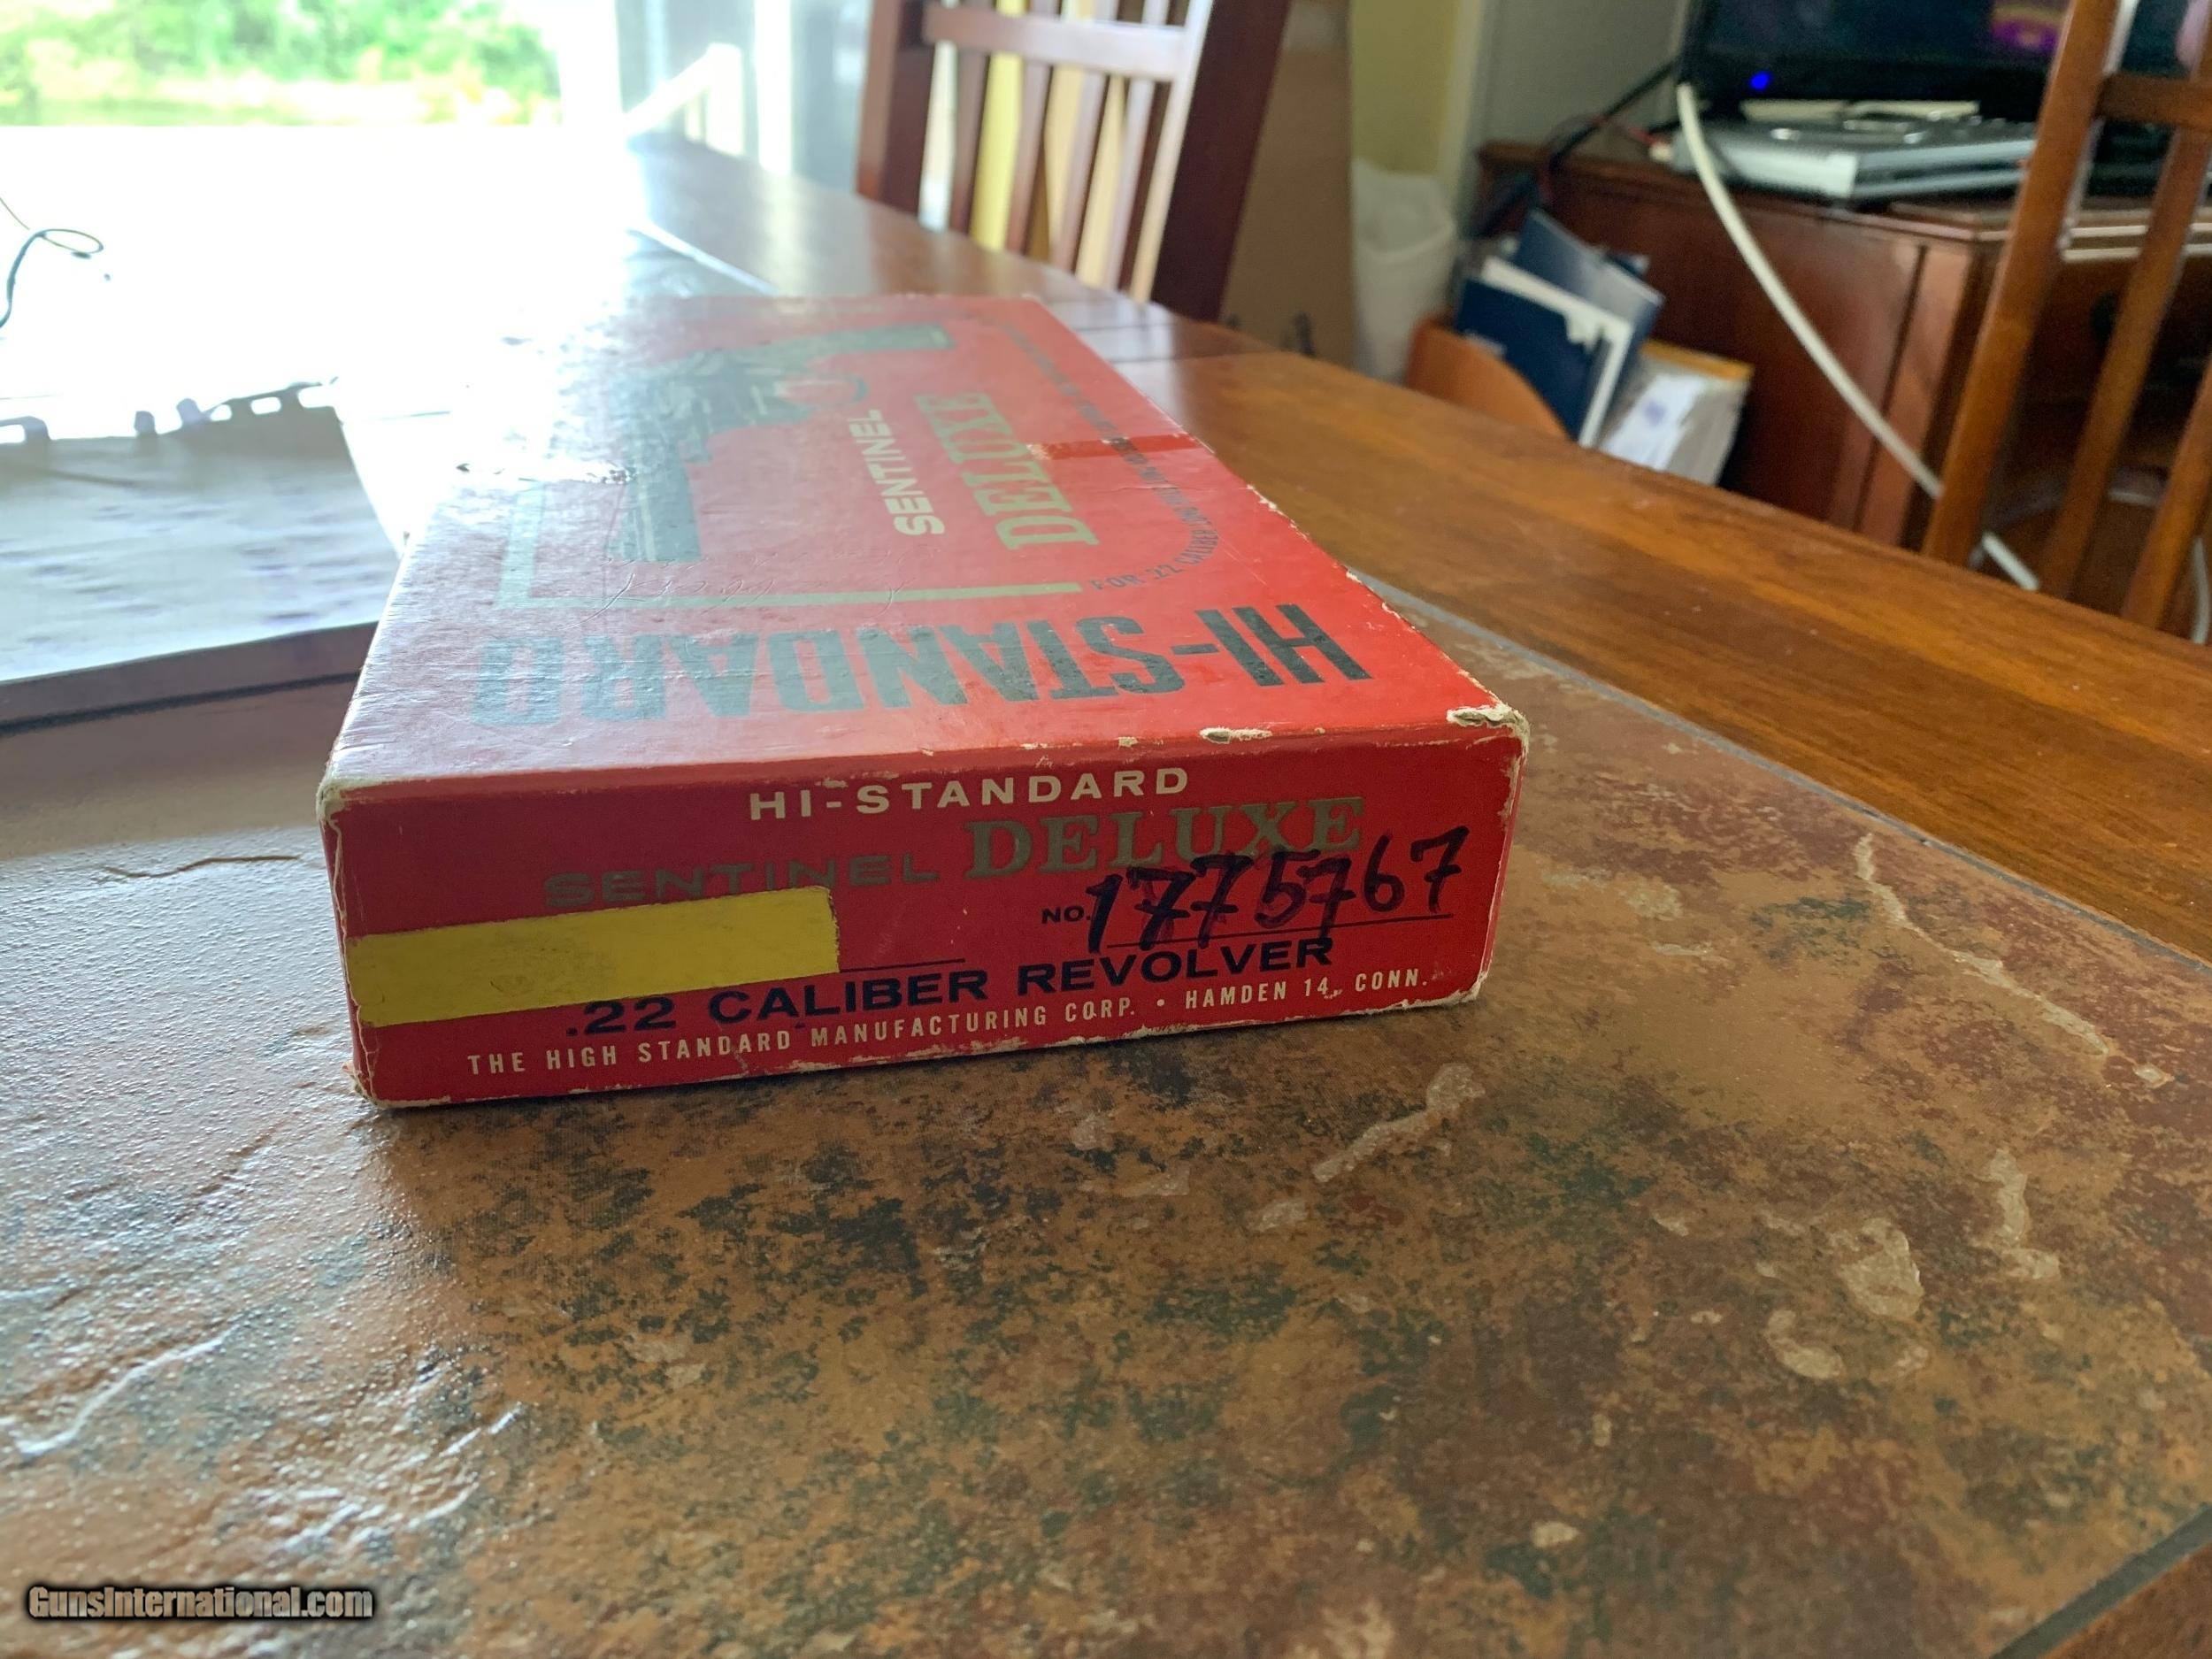 SENTINEL
DELUXE
FOR .22 CALIBER
HI-STANDARD
HI-STANDARD
SENTINEL DELUXE
NO. 1775767
.22 CALIBER REVOLVER
THE HIGH STANDARD MANUFACTURING CORP. • HAMDEN 14, CONN.
GunsInternational.com